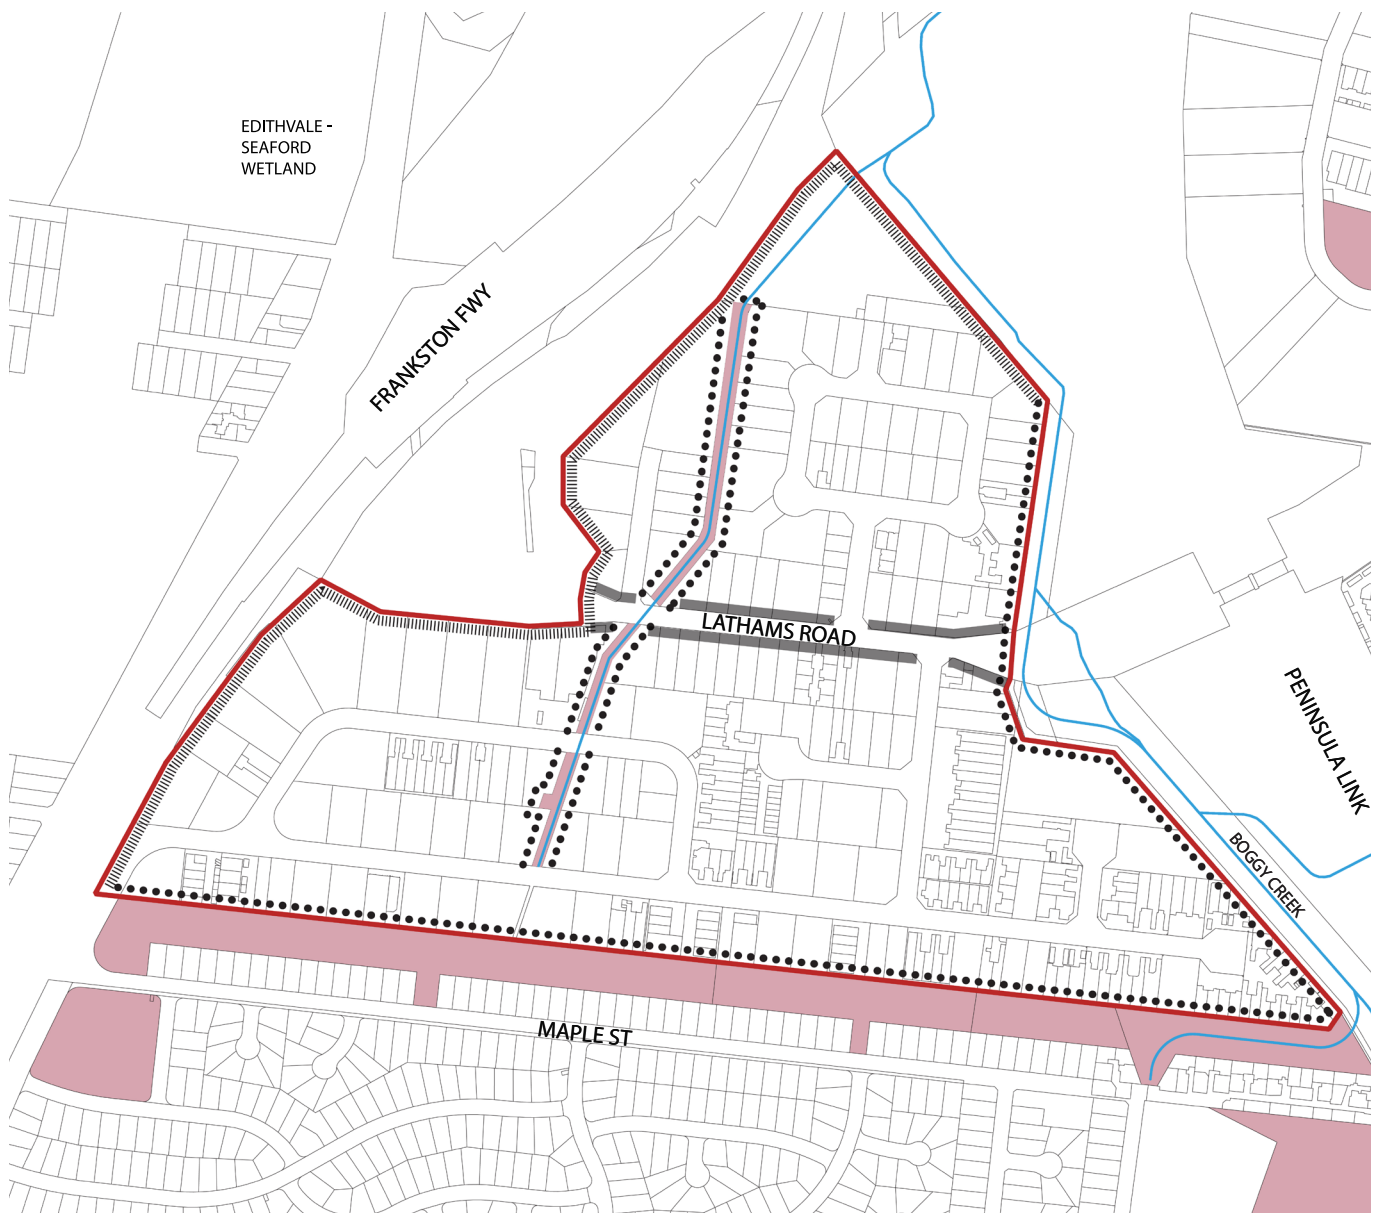 EDITHVALE -
SEAFORD
WETLAND
FRANKSTON FWY
LATHAMS ROAD
PENINSULA LINK
BOGGY CREEK
MAPLE ST